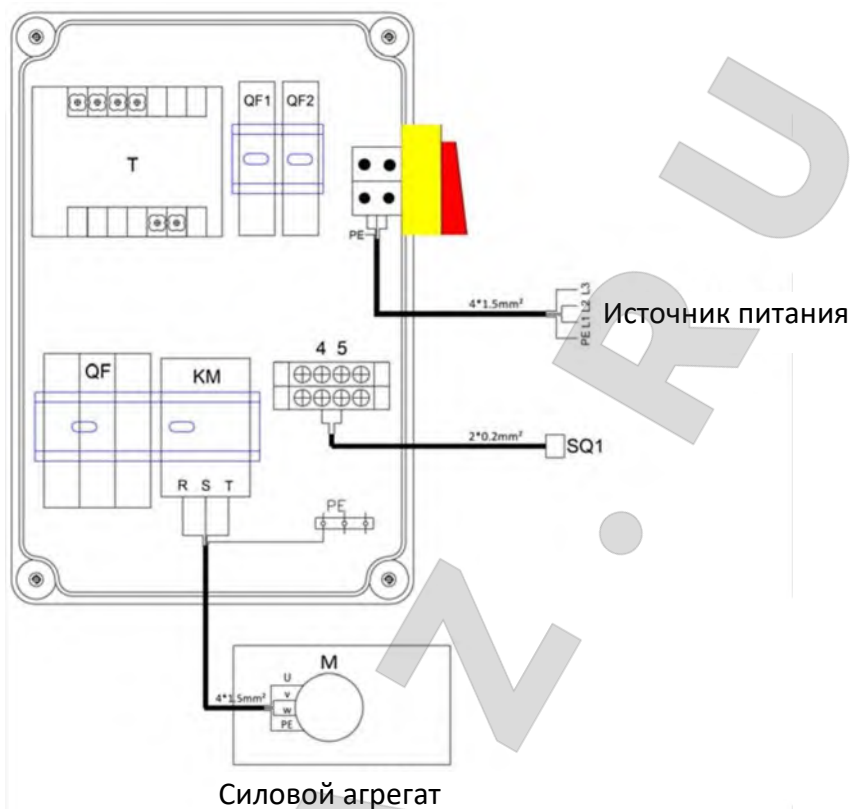 QF1 QF2
T
PE
4*1.5mm²
PE L1 L2 L3
Источник питания
4 5
QF
KM
2*0.2mm²
SQ1
R S T
PE
M
U
v
w
PE
4*1.5mm²
Силовой агрегат
Z.RU